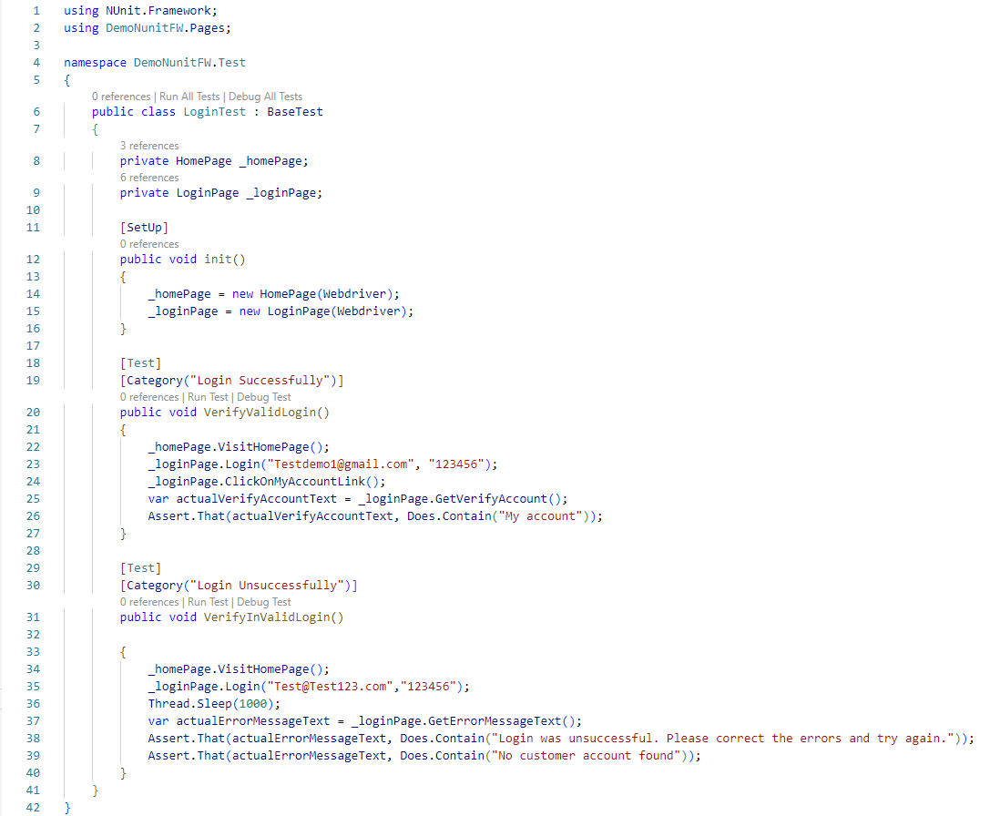 1 using NUnit.Framework;
2 using DemoNunitFW.Pages;
3
4 namespace DemoNunitFW.Test
5 {
0 references | Run All Tests | Debug All Tests
6 public class LoginTest : BaseTest
7 {
3 references
8 private HomePage _homePage;
6 references
9 private LoginPage _loginPage;
10
11 [SetUp]
0 references
12 public void init()
13 {
14 _homePage = new HomePage(Webdriver);
15 _loginPage = new LoginPage(Webdriver);
16 }
17
18 [Test]
19 [Category("Login Successfully")]
0 references | Run Test | Debug Test
20 public void VerifyValidLogin()
21 {
22 _homePage.VisitHomePage();
23 _loginPage.Login("Testdemo1@gmail.com", "123456");
24 _loginPage.ClickOnMyAccountLink();
25 var actualVerifyAccountText = _loginPage.GetVerifyAccount();
26 Assert.That(actualVerifyAccountText, Does.Contain("My account"));
27 }
28
29 [Test]
30 [Category("Login Unsuccessfully")]
0 references | Run Test | Debug Test
31 public void VerifyInValidLogin()
32
33 {
34 _homePage.VisitHomePage();
35 _loginPage.Login("Test@Test123.com","123456");
36 Thread.Sleep(1000);
37 var actualErrorMessageText = _loginPage.GetErrorMessageText();
38 Assert.That(actualErrorMessageText, Does.Contain("Login was unsuccessful. Please correct the errors and try again."));
39 Assert.That(actualErrorMessageText, Does.Contain("No customer account found"));
40 }
41 }
42 }